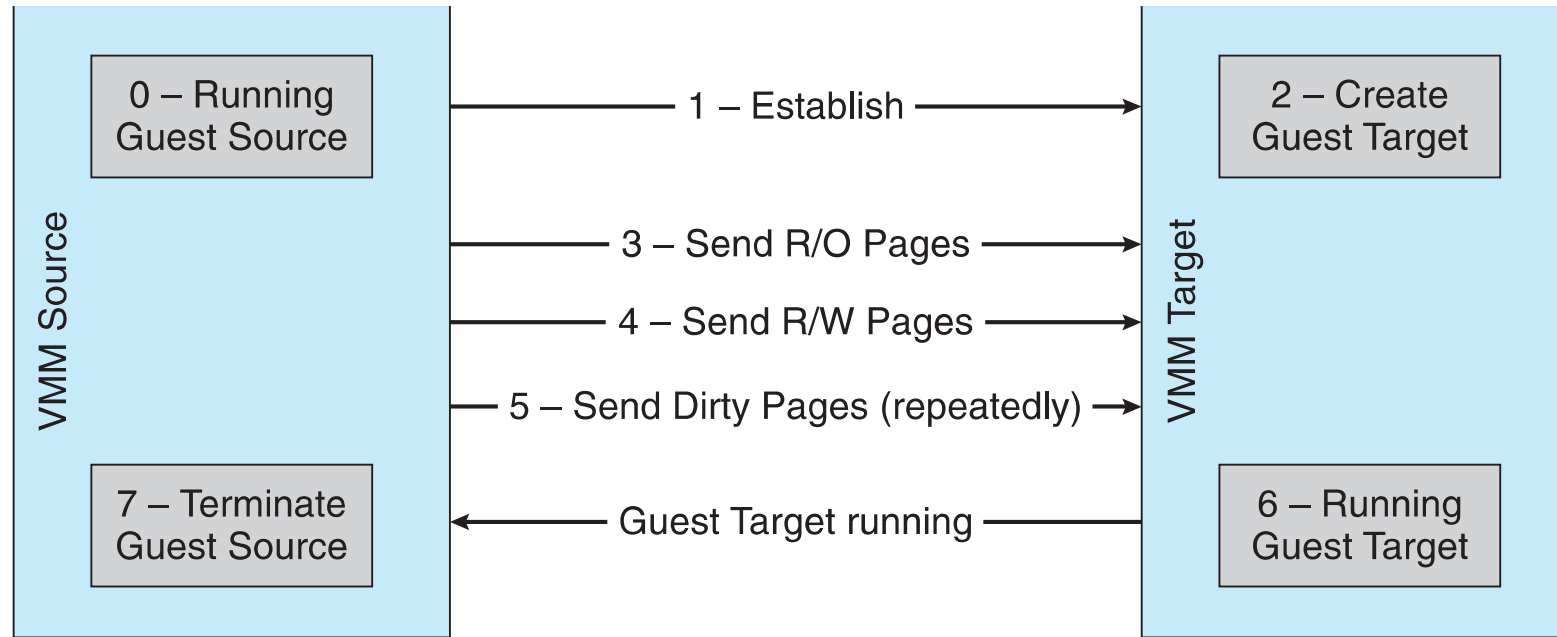 0 – Running
Guest Source
1 – Establish
2 – Create
Guest Target
VMM Source
3 – Send R/O Pages
4 – Send R/W Pages
5 – Send Dirty Pages (repeatedly)
VMM Target
7 – Terminate
Guest Source
Guest Target running
6 – Running
Guest Target